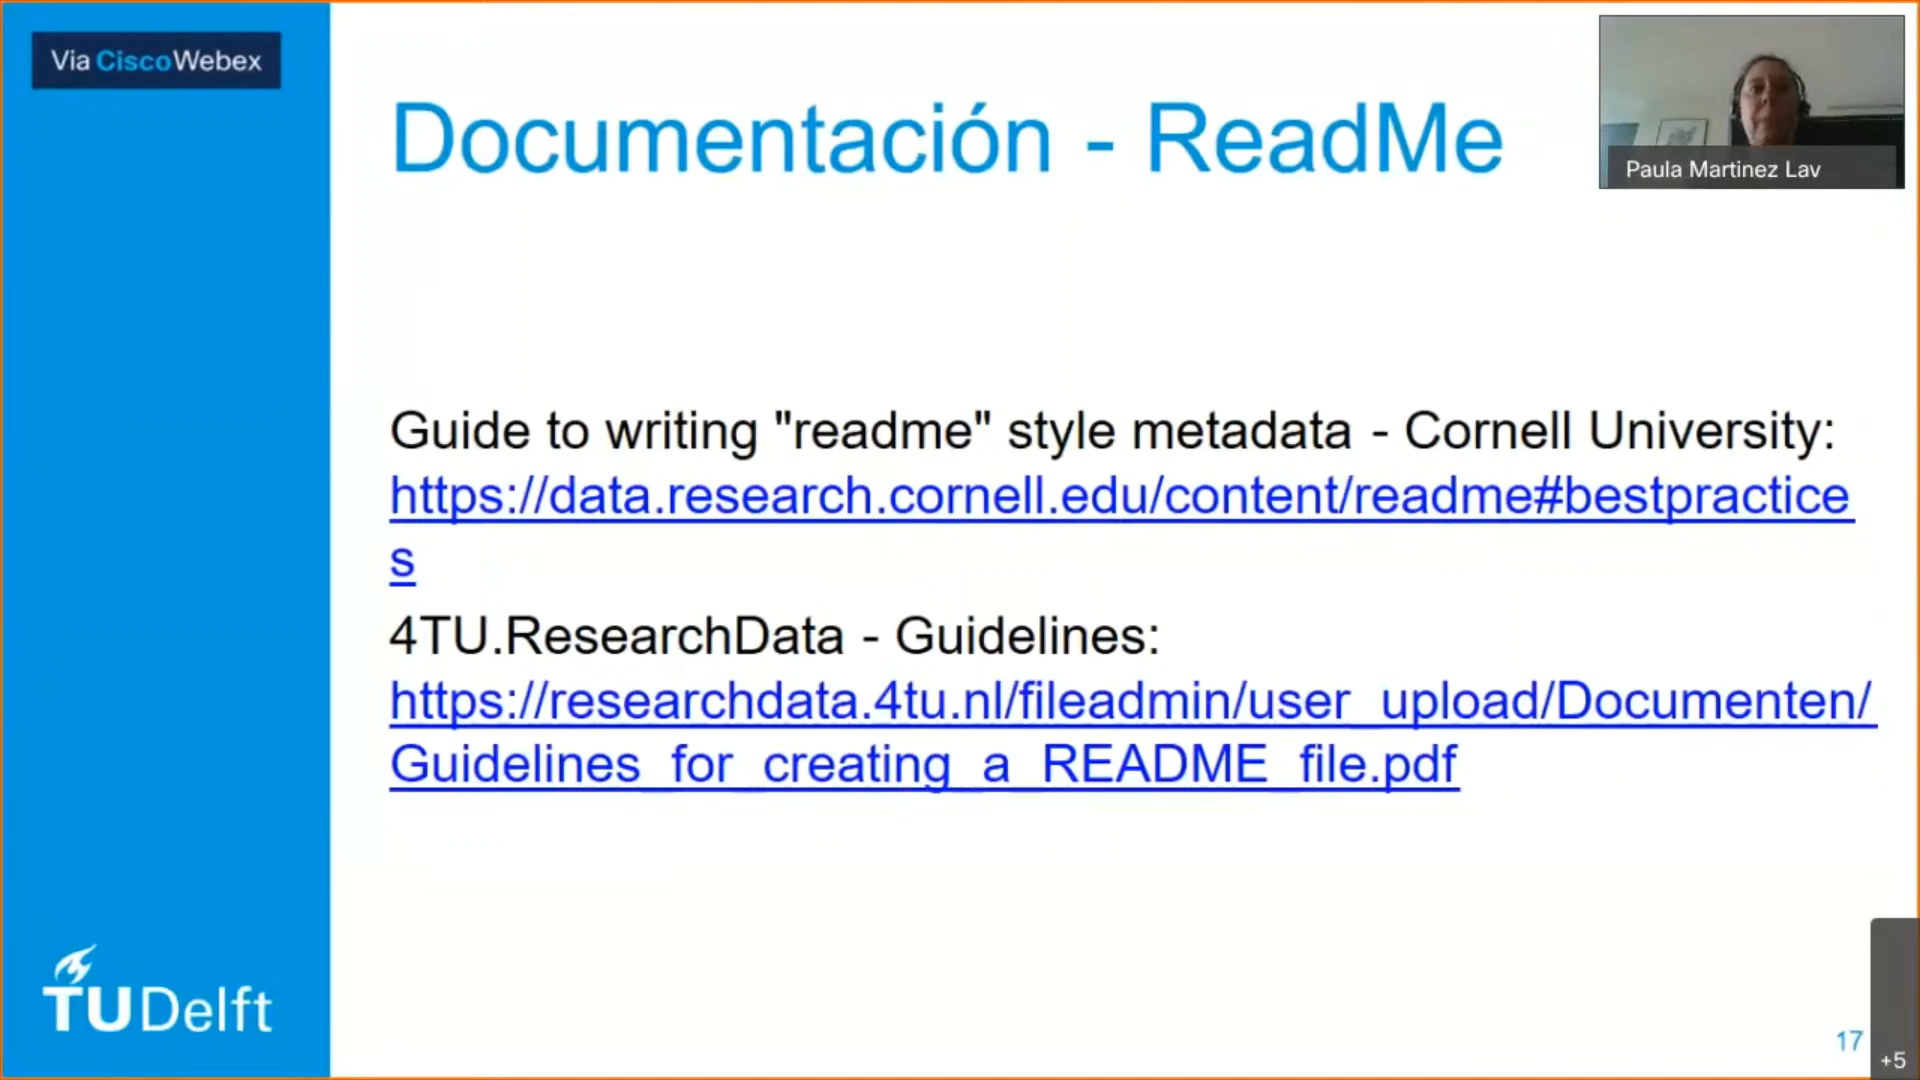 Via CiscoWebex
Documentación - ReadMe
Paula Martinez Lav
Guide to writing "readme" style metadata - Cornell University:
https://data.research.cornell.edu/content/readme#bestpractice
s
4TU.ResearchData - Guidelines:
https://researchdata.4tu.nl/fileadmin/user_upload/Documenten/
Guidelines_for_creating_a_README_file.pdf
TUDelft
17
+5